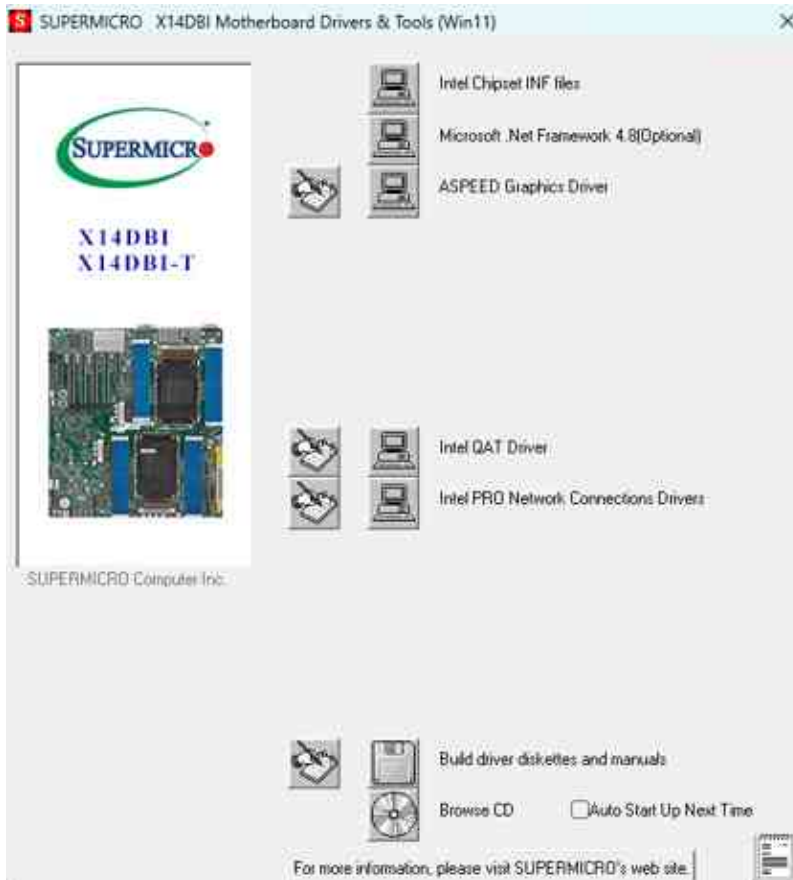 SUPERMICRO X14DBI Motherboard Drivers & Tools (Win11)
SUPERMICRO
X14DBI
X14DBI-T
SUPERMICRO Computer Inc.
Intel Chipset INF files
Microsoft .Net Framework 4.8(Optional)
ASPEED Graphics Driver
Intel QAT Driver
Intel PRO Network Connections Drivers
Build driver diskettes and manuals
Browse CD Auto Start Up Next Time
For more information, please visit SUPERMICRO's web site.